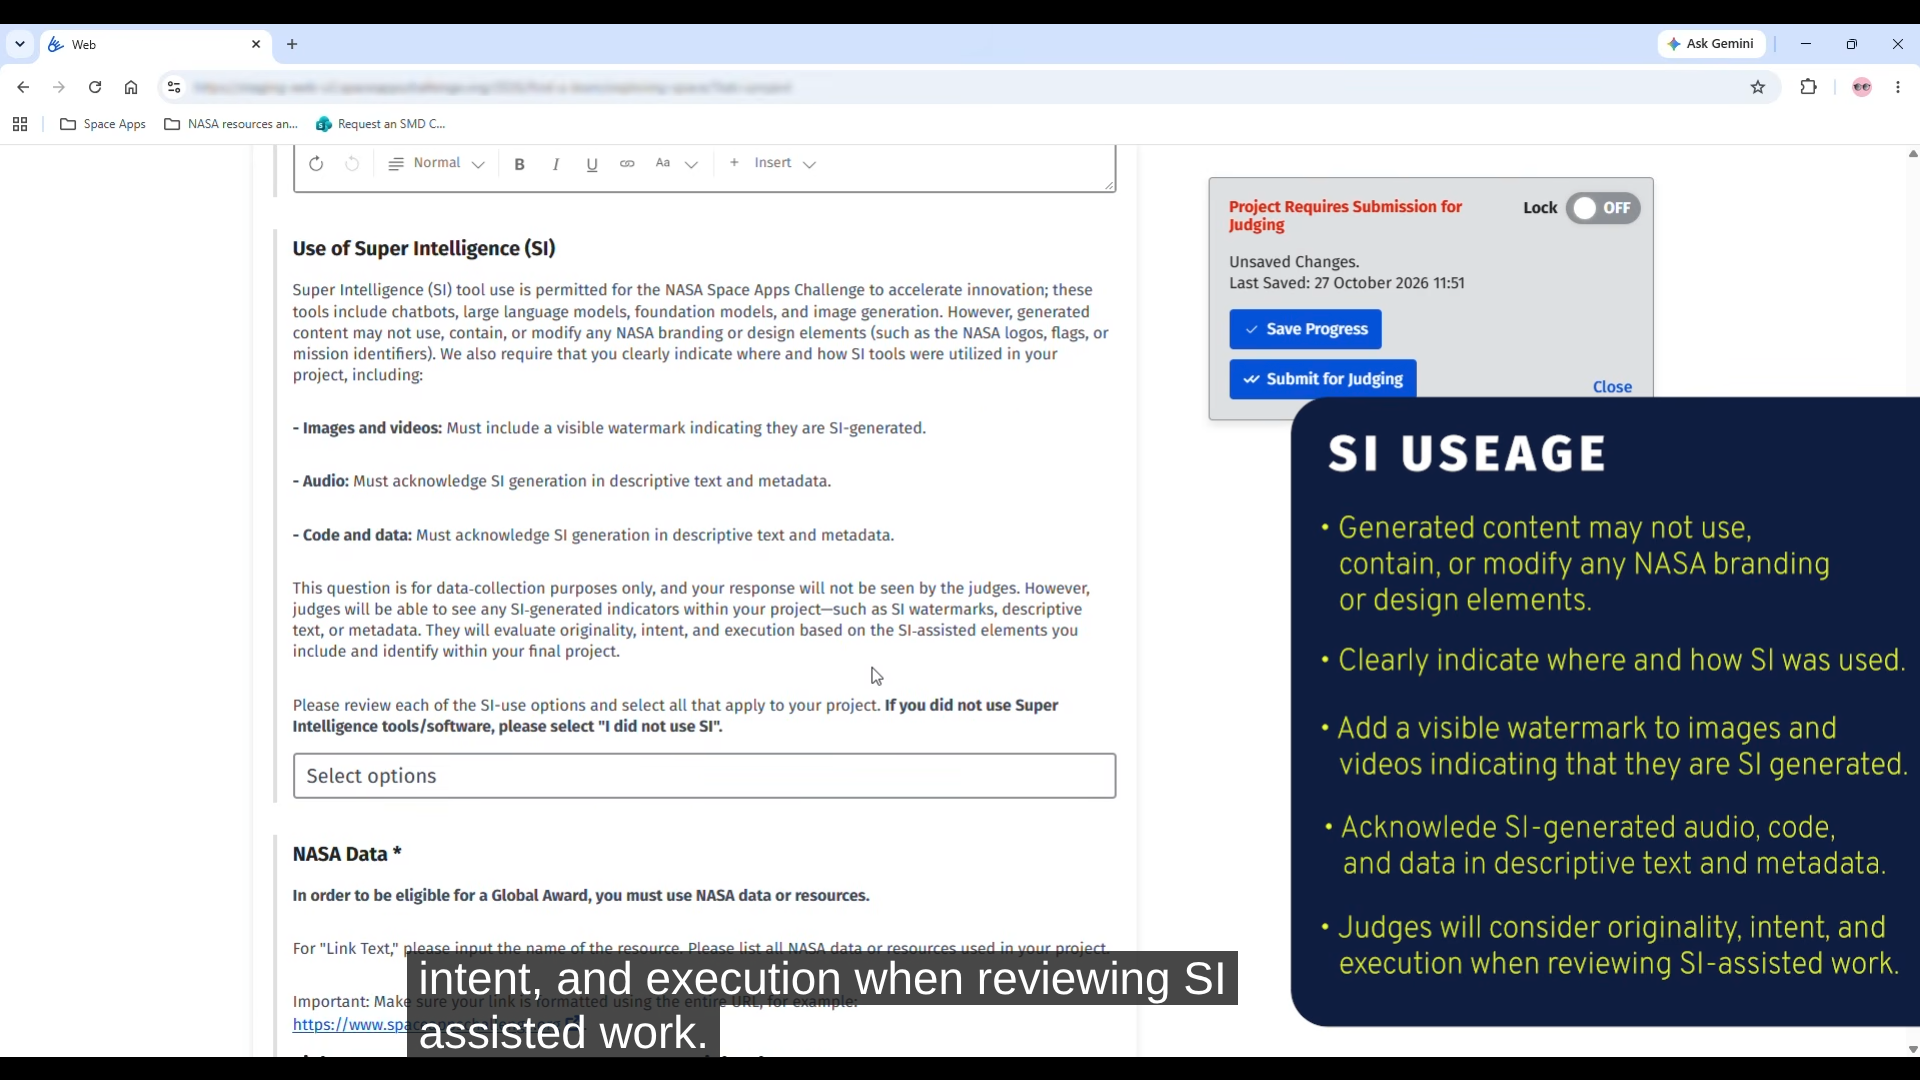 Web
Ask Gemini
Space Apps
NASA resources an...
Request an SMD C...
Normal
B
I
U
Aa
+ Insert
Project Requires Submission for
Judging
Lock
OFF
Unsaved Changes.
Last Saved: 27 October 2026 11:51
Save Progress
Submit for Judging
Close
Use of Super Intelligence (SI)
Super Intelligence (SI) tool use is permitted for the NASA Space Apps Challenge to accelerate innovation; these
tools include chatbots, large language models, foundation models, and image generation. However, generated
content may not use, contain, or modify any NASA branding or design elements (such as the NASA logos, flags, or
mission identifiers). We also require that you clearly indicate where and how SI tools were utilized in your
project, including:
- Images and videos: Must include a visible watermark indicating they are SI-generated.
- Audio: Must acknowledge SI generation in descriptive text and metadata.
- Code and data: Must acknowledge SI generation in descriptive text and metadata.
This question is for data-collection purposes only, and your response will not be seen by the judges. However,
judges will be able to see any SI-generated indicators within your project—such as SI watermarks, descriptive
text, or metadata. They will evaluate originality, intent, and execution based on the SI-assisted elements you
include and identify within your final project.
Please review each of the SI-use options and select all that apply to your project. If you did not use Super
Intelligence tools/software, please select "I did not use SI".
Select options
NASA Data *
In order to be eligible for a Global Award, you must use NASA data or resources.
For "Link Text," please input the name of the resource. Please list all NASA data or resources used in your project.
Important: Make sure your link is formatted using the entire URL, for example:
https://www.spac
SI USEAGE
• Generated content may not use,
contain, or modify any NASA branding
or design elements.
• Clearly indicate where and how SI was used.
• Add a visible watermark to images and
videos indicating that they are SI generated.
• Acknowlede SI-generated audio, code,
and data in descriptive text and metadata.
• Judges will consider originality, intent, and
execution when reviewing SI-assisted work.
intent, and execution when reviewing SI
assisted work.